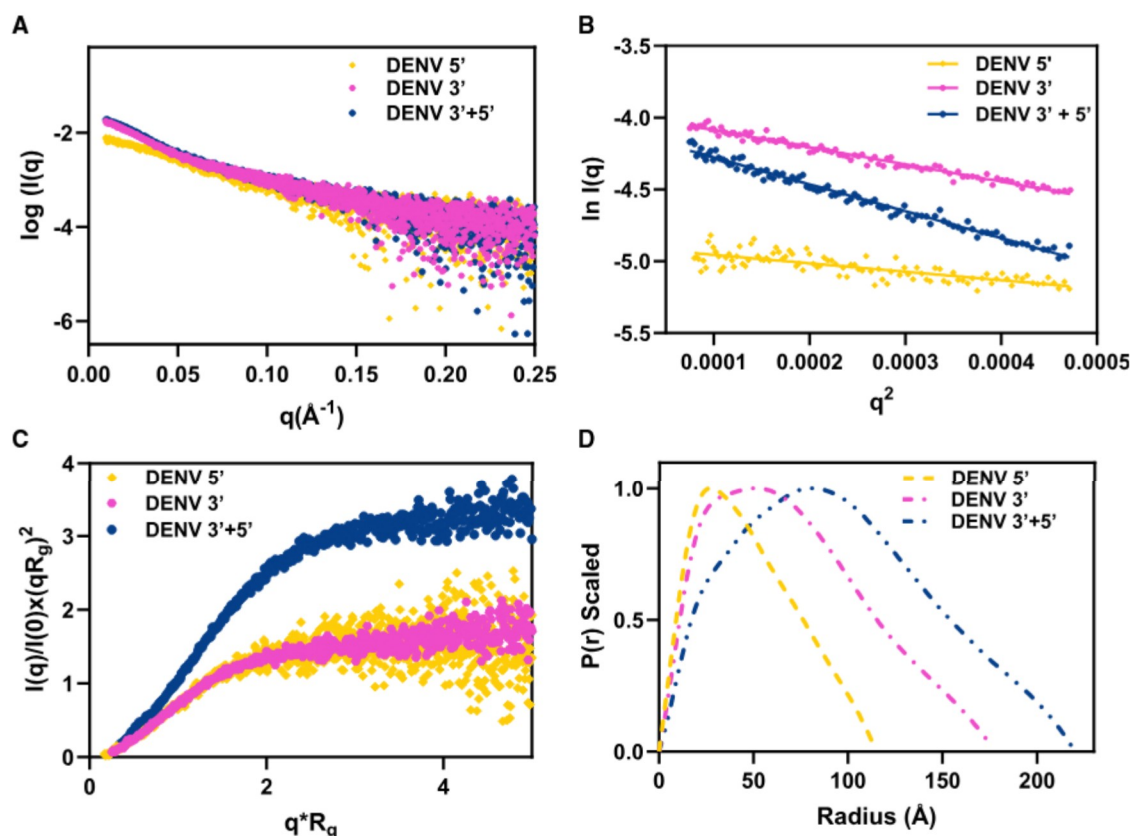 A
log (I(q)
-2
-4
-6
0.00 0.05 0.10 0.15 0.20 0.25
q(Å⁻¹)
DENV 5’
DENV 3’
DENV 3’+5’
B
ln I(q)
-3.5
-4.0
-4.5
-5.0
-5.5
0.0001 0.0002 0.0003 0.0004 0.0005
q²
DENV 5'
DENV 3’
DENV 3’ + 5’
C
I(q)/I(0)x(qRg)²
4
3
2
1
0
0 2 4
q*Rg
DENV 5’
DENV 3’
DENV 3’+5’
D
P(r) Scaled
1.0
0.5
0.0
0 50 100 150 200
Radius (Å)
DENV 5’
DENV 3’
DENV 3’+5’